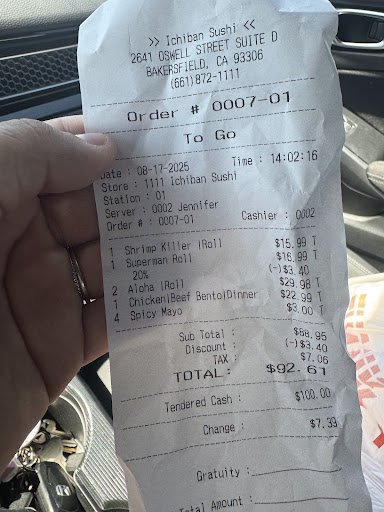 >> Ichiban Sushi <<
2641 OSWELL STREET SUITE D
BAKERSFIELD, CA 93306
(661)872-1111
Order # 0007-01
To Go
Date : 08-17-2025 Time : 14:02:16
Store : 1111 Ichiban Sushi
Station : 01
Server : 0002 Jennifer
Order # : 0007-01 Cashier : 0002
1 Shrimp Killer |Roll $15.99 T
1 Superman Roll $16.99 T
20% (-)$3.40
2 Aloha |Roll $29.98 T
1 Chicken|Beef Bento|Dinner $22.99 T
4 Spicy Mayo $3.00 T
Sub Total : $88.95
Discount : (-)$3.40
TAX : $7.06
TOTAL: $92.61
Tendered Cash : $100.00
Change : $7.39
Gratuity :
Total Amount :